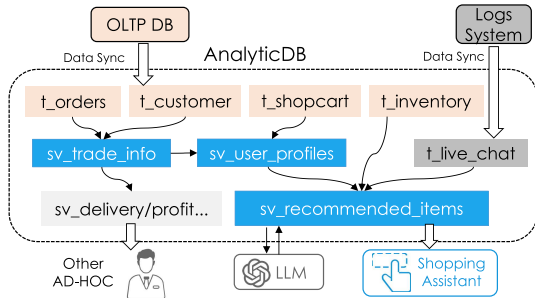 OLTP DB
Logs
System
Data Sync
AnalyticDB
Data Sync
t_orders
t_customer
t_shopcart
t_inventory
sv_trade_info
sv_user_profiles
t_live_chat
sv_delivery/profit...
sv_recommended_items
Other
AD-HOC
LLM
Shopping
Assistant